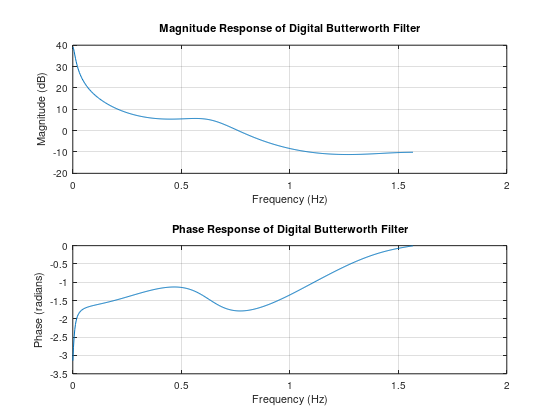 Magnitude Response of Digital Butterworth Filter
40
30
20
10
0
-10
-20
Magnitude (dB)
0 0.5 1 1.5 2
Frequency (Hz)
Phase Response of Digital Butterworth Filter
0
-0.5
-1
-1.5
-2
-2.5
-3
-3.5
Phase (radians)
0 0.5 1 1.5 2
Frequency (Hz)